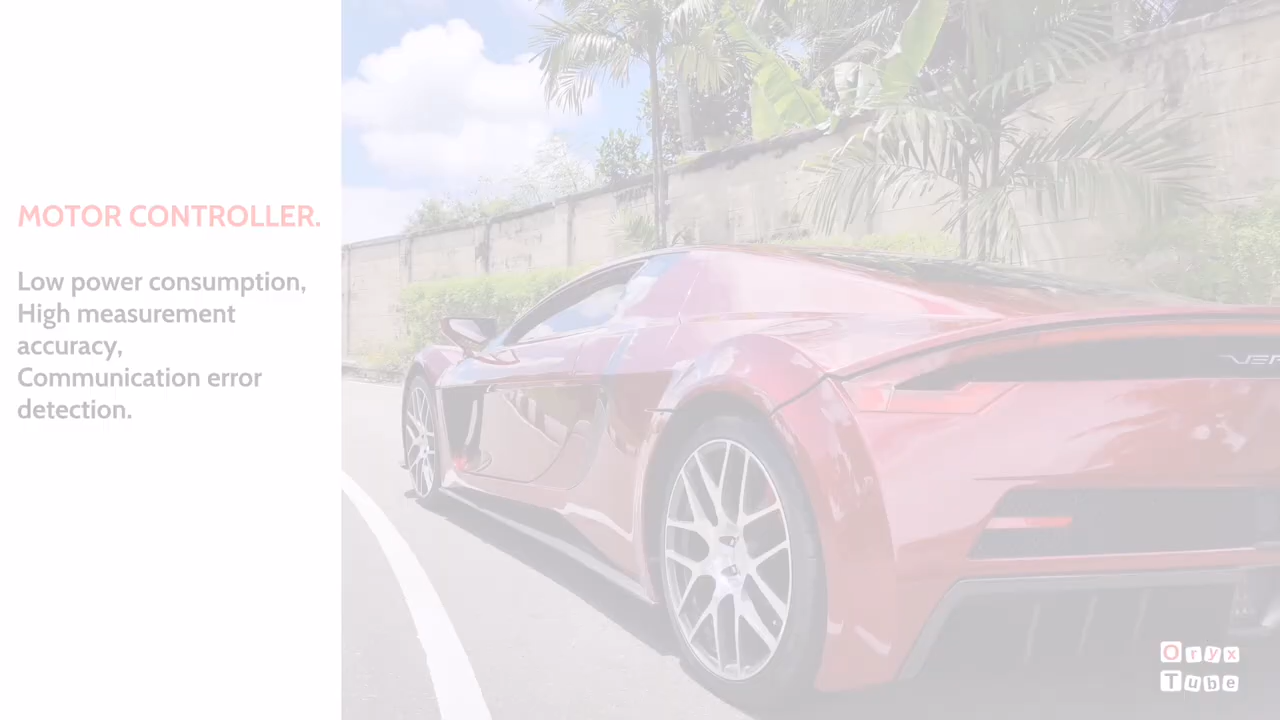 MOTOR CONTROLLER.
Low power consumption,
High measurement
accuracy,
Communication error
detection.
Oryx
Tube